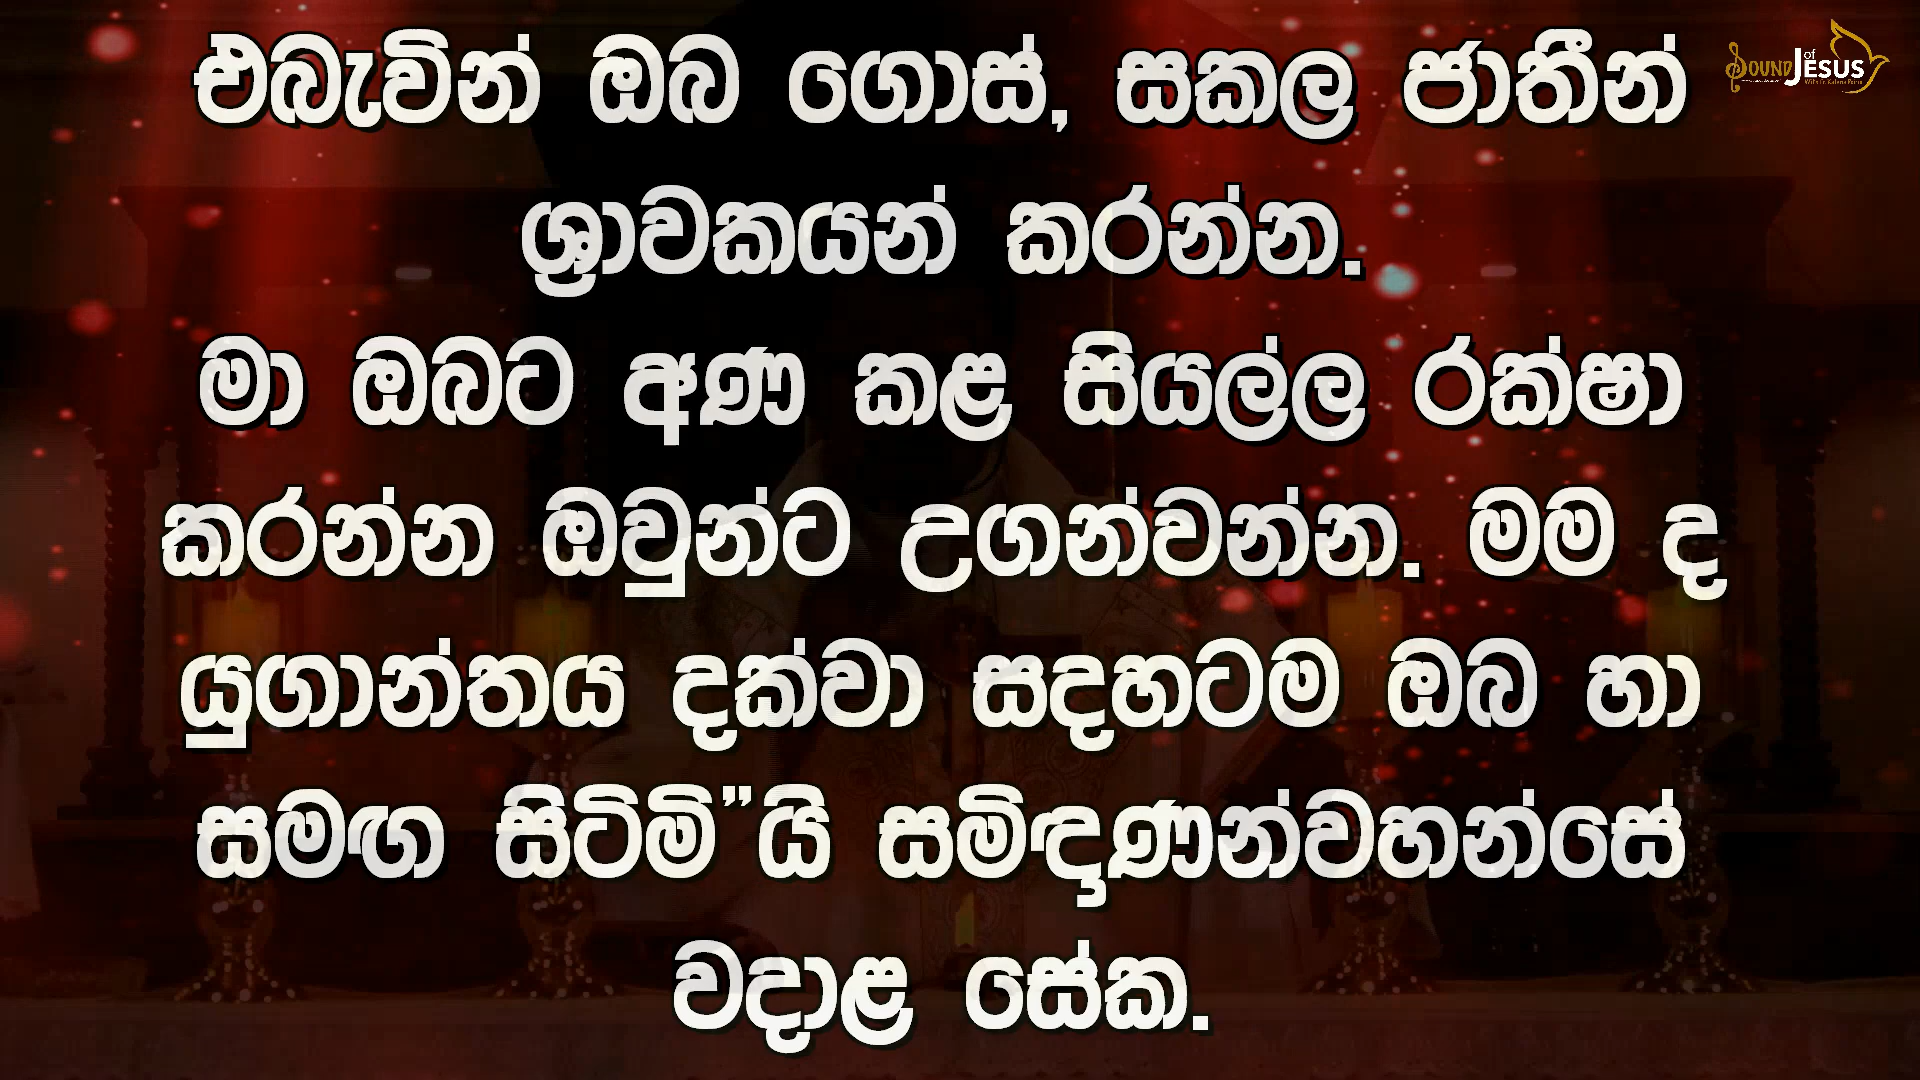 එබැවින් ඔබ ගොස්, සකල ජාතීන්
ශ්‍රාවකයන් කරන්න.
මා ඔබට අණ කළ සියල්ල රක්ෂා
කරන්න ඔවුන්ට උගන්වන්න. මම ද
යුගාන්තය දක්වා සදහටම ඔබ හා
සමඟ සිටිමි”යි සමිඳුණන්වහන්සේ
වදාළ සේක.
SOUND of JESUS